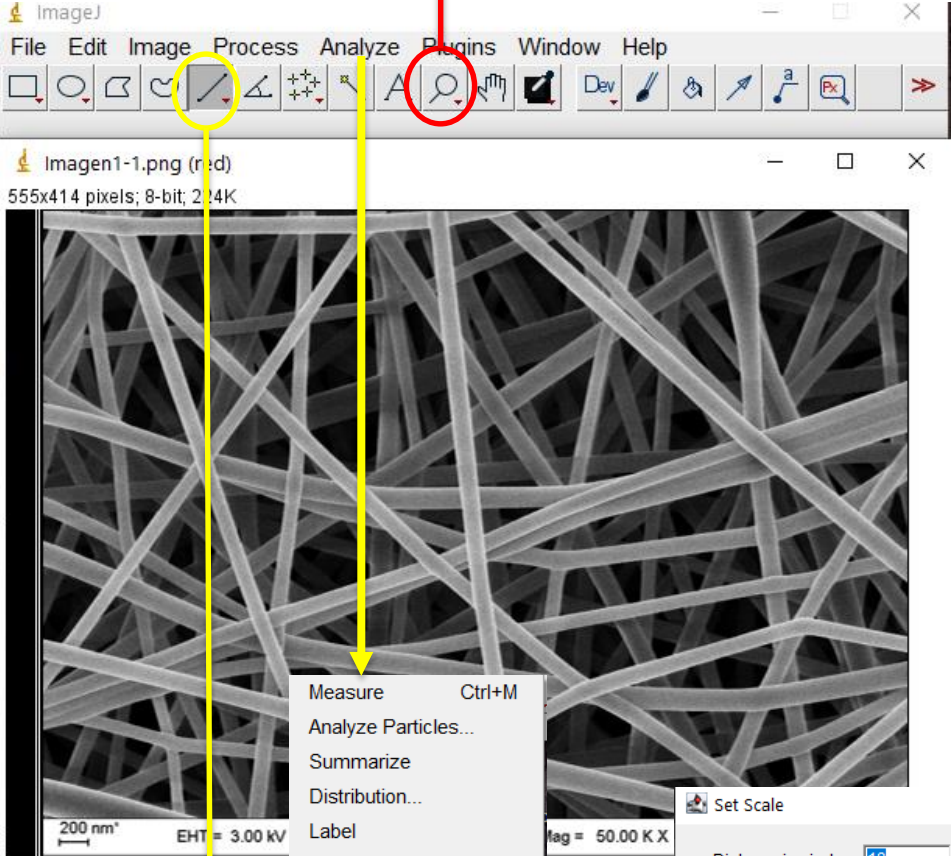 ImageJ
File Edit Image Process Analyze Plugins Window Help
A Dev a Px
Imagen1-1.png (red)
555x414 pixels; 8-bit; 224K
Measure Ctrl+M
Analyze Particles...
Summarize
Distribution...
Label
Set Scale
200 nm*
EHT = 3.00 kV
Mag = 50.00 K X